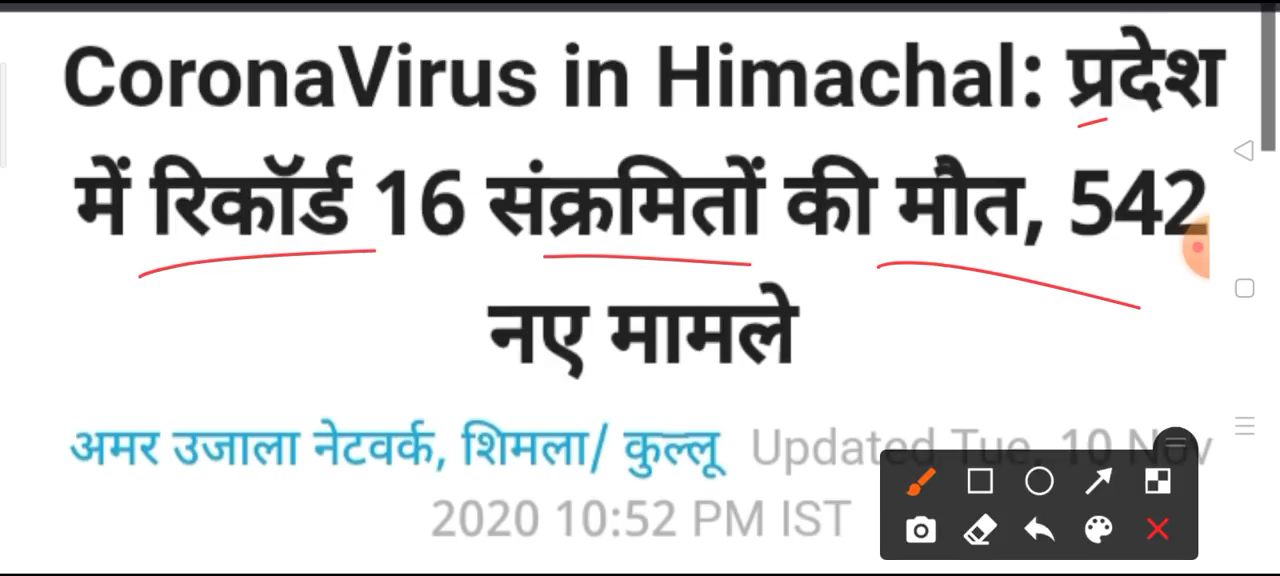 CoronaVirus in Himachal: प्रदेश
में रिकॉर्ड 16 संक्रमितों की मौत, 542
नए मामले
अमर उजाला नेटवर्क, शिमला/ कुल्लू Updated Tue, 10 Nov
2020 10:52 PM IST